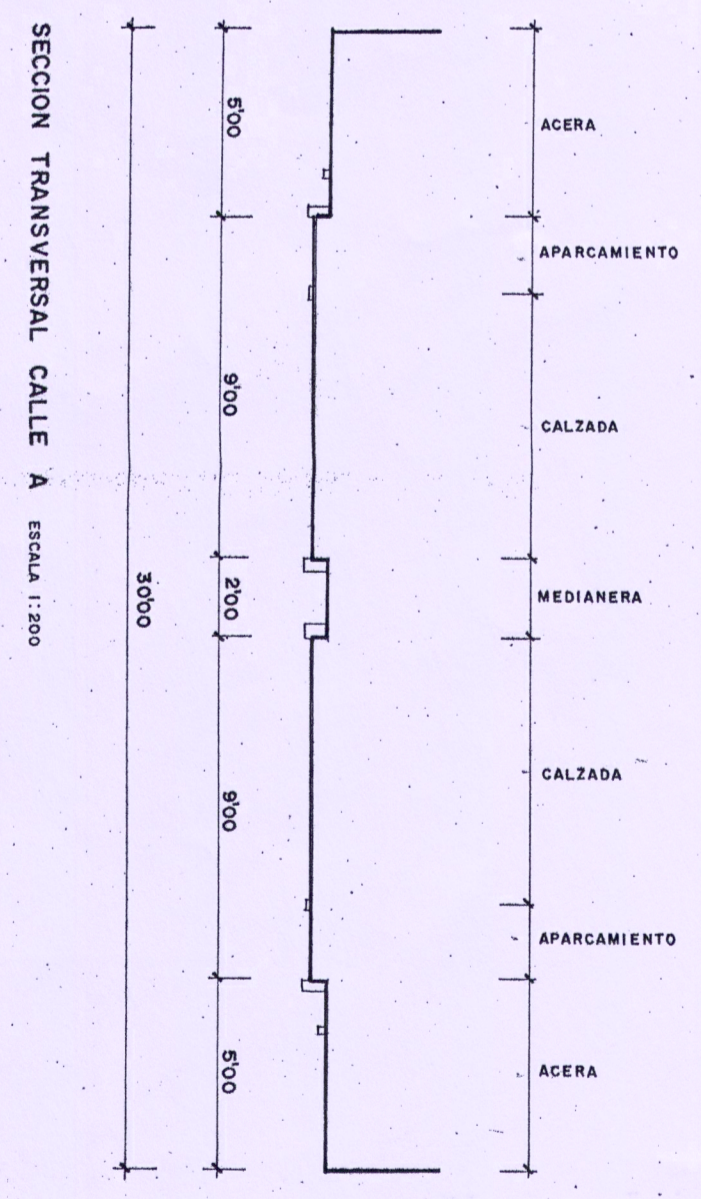 ACERA
APARCAMIENTO
CALZADA
MEDIANERA
CALZADA
APARCAMIENTO
ACERA
5'00
9'00
2'00
9'00
5'00
30'00
SECCION TRANSVERSAL CALLE A ESCALA 1:200